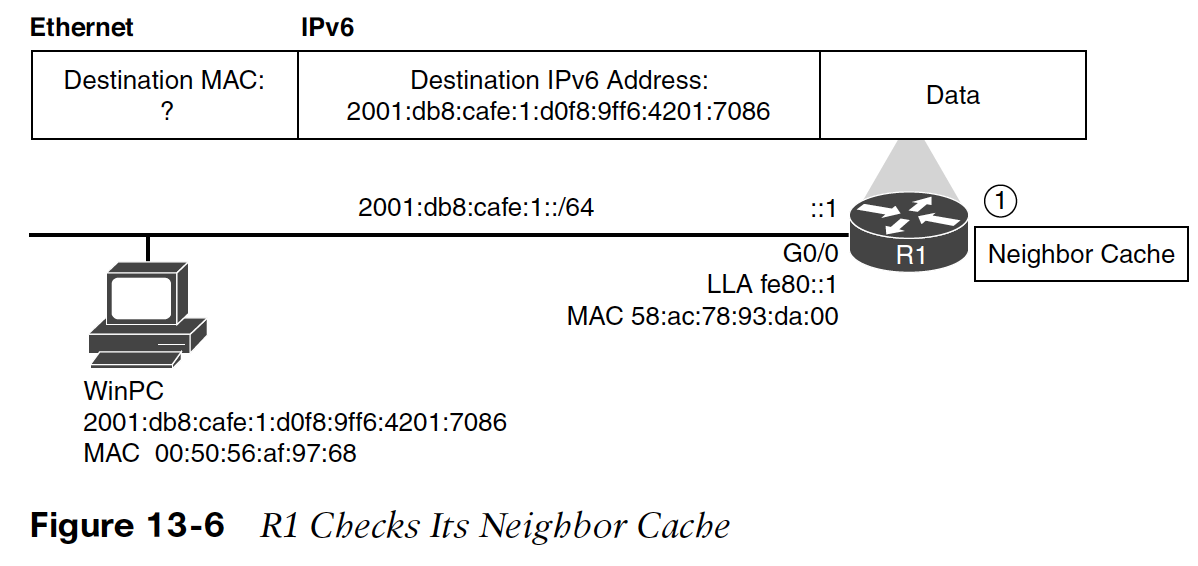 Ethernet IPv6
Destination MAC:
?
Destination IPv6 Address:
2001:db8:cafe:1:d0f8:9ff6:4201:7086
Data
2001:db8:cafe:1::/64
::1
1
R1
Neighbor Cache
G0/0
LLA fe80::1
MAC 58:ac:78:93:da:00
WinPC
2001:db8:cafe:1:d0f8:9ff6:4201:7086
MAC 00:50:56:af:97:68
Figure 13-6 R1 Checks Its Neighbor Cache